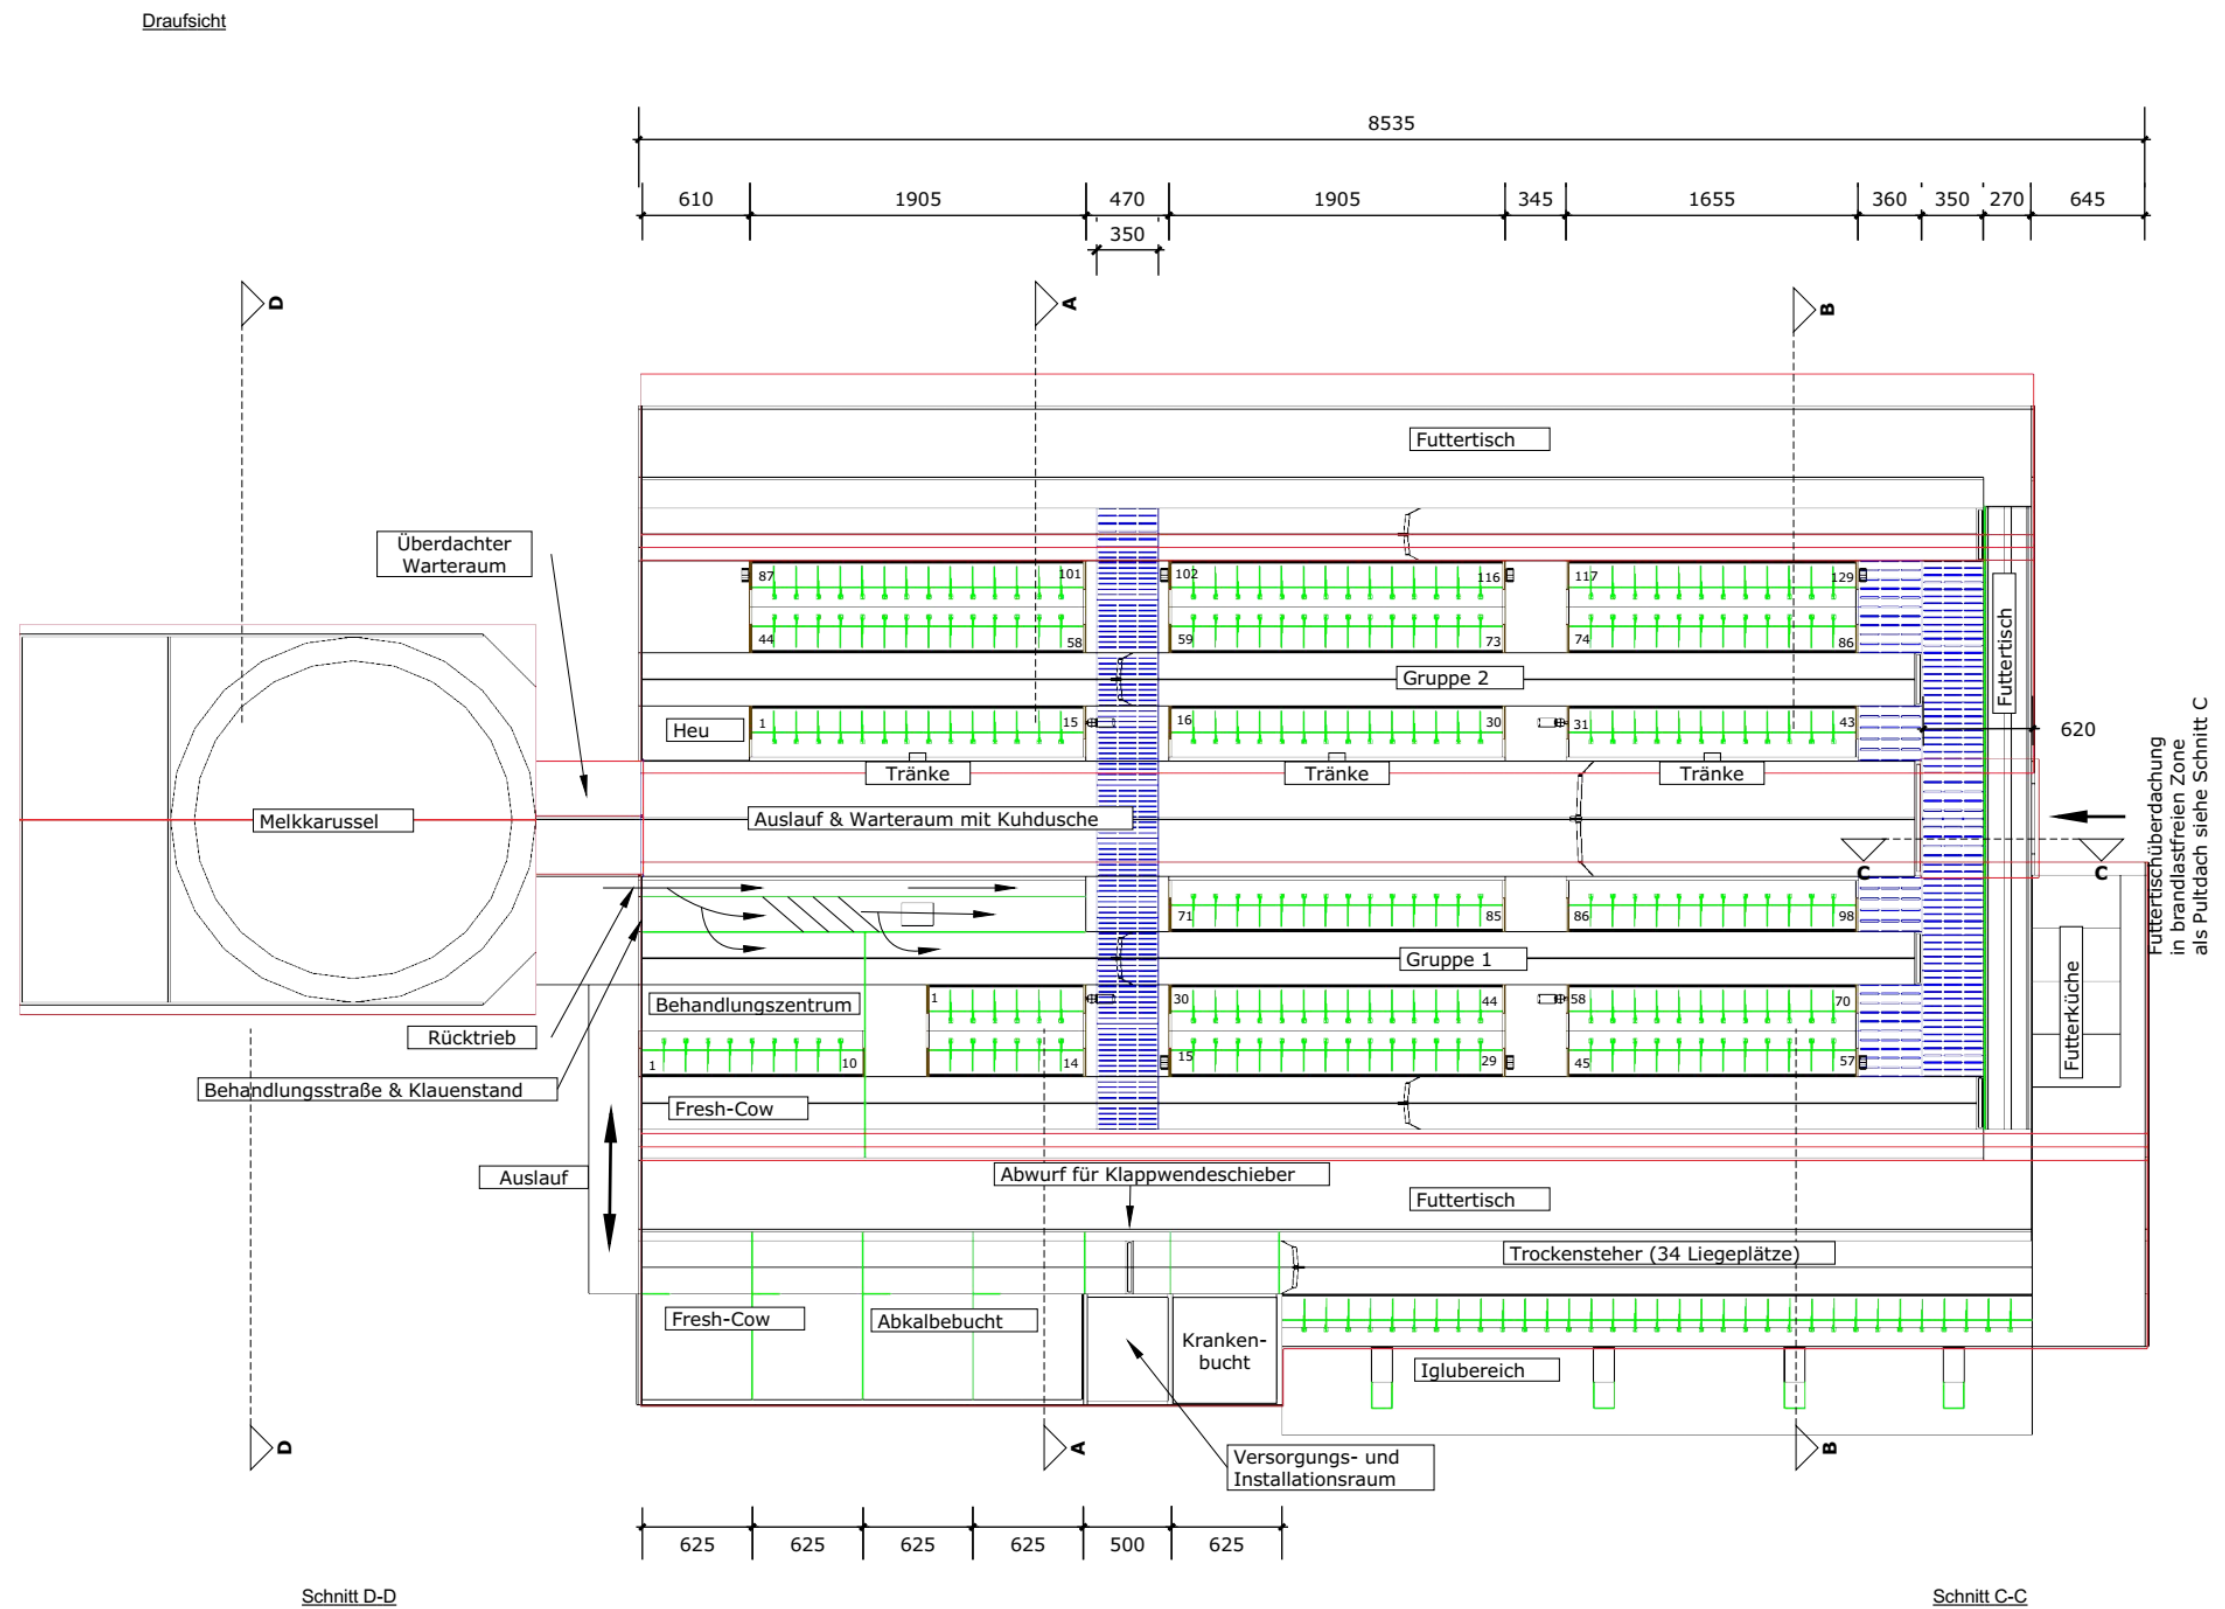 Draufsicht
8535
610
1905
470
1905
345
1655
360
350
270
645
350
D
A
B
Futtertisch
Überdachter
Warteraum
87
101
102
116
117
129
44
58
59
73
74
86
Futtertisch
Gruppe 2
Heu
1
15
16
30
31
43
620
Tränke
Tränke
Tränke
Futtertischüberdachung
in brandlastfreien Zone
als Pultdach siehe Schnitt C
Melkkarussel
Auslauf & Warteraum mit Kuhdusche
C
C
71
85
86
98
Gruppe 1
Behandlungszentrum
1
30
44
58
70
Futterküche
Rücktrieb
1
10
14
15
29
45
57
Behandlungsstraße & Klauenstand
Fresh-Cow
Auslauf
Abwurf für Klappwendeschieber
Futtertisch
Trockensteher (34 Liegeplätze)
Fresh-Cow
Abkalbebucht
Kranken-
bucht
Iglubereich
D
A
B
Versorgungs- und
Installationsraum
625
625
625
625
500
625
Schnitt D-D
Schnitt C-C